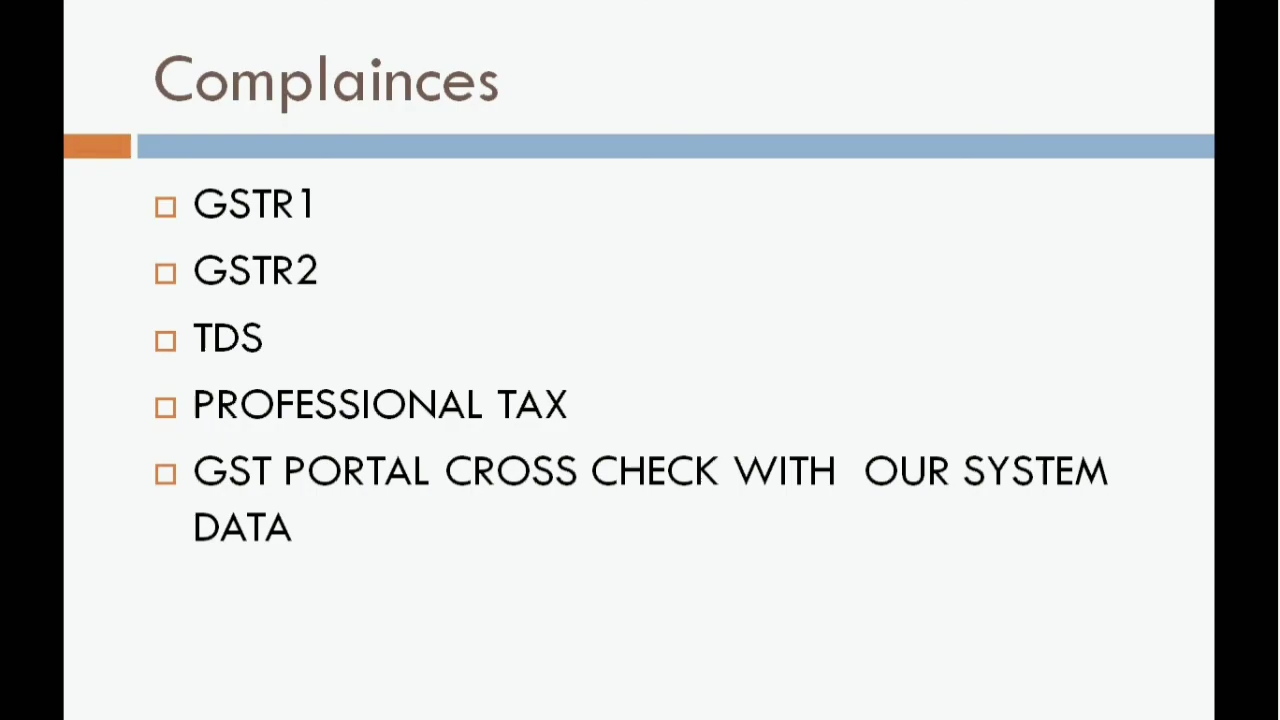 Complainces
GSTR1
GSTR2
TDS
PROFESSIONAL TAX
GST PORTAL CROSS CHECK WITH  OUR SYSTEM
DATA